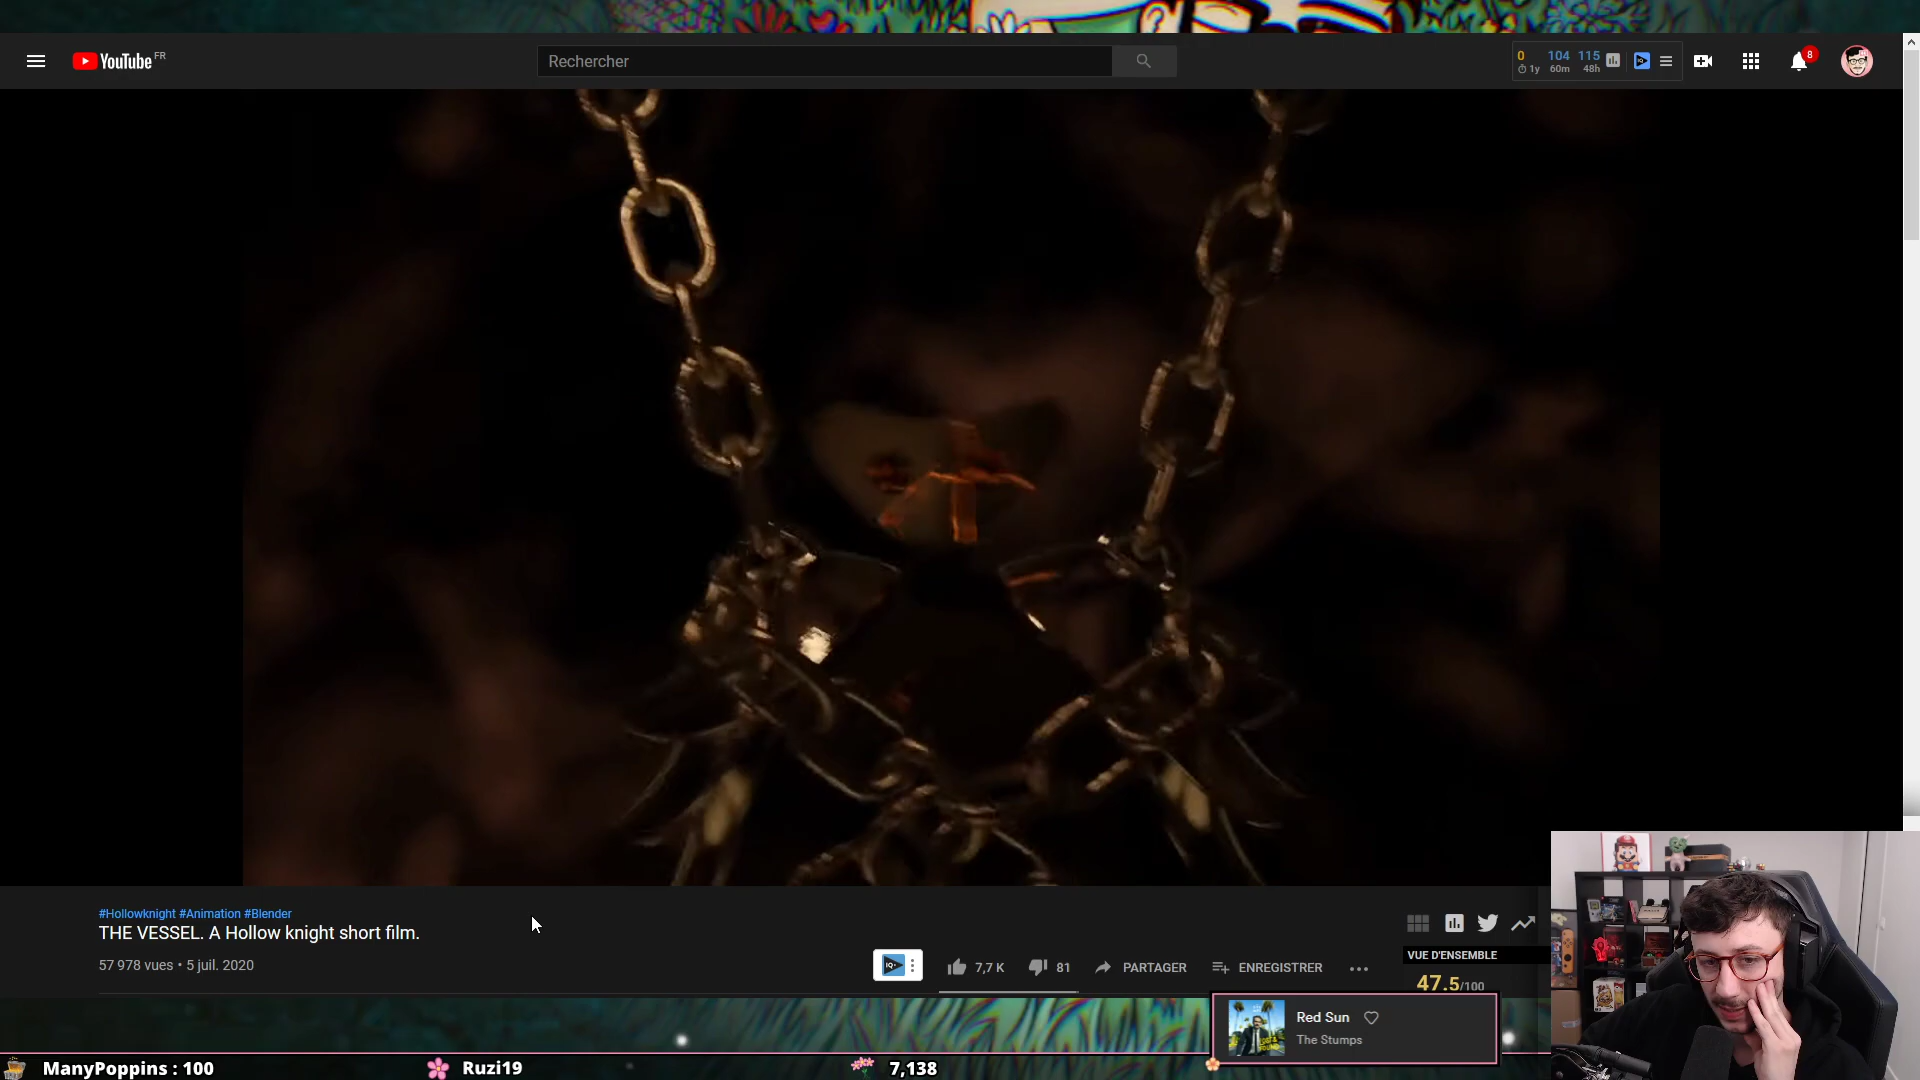 YouTube FR
Rechercher
0 104 115
1y 60m 48h
8
#Hollowknight #Animation #Blender
THE VESSEL. A Hollow knight short film.
57 978 vues • 5 juil. 2020
IQ
7,7 K
81
PARTAGER
ENREGISTRER
VUE D'ENSEMBLE
47.5/100
Red Sun
The Stumps
ManyPoppins : 100
Ruzi19
7,138